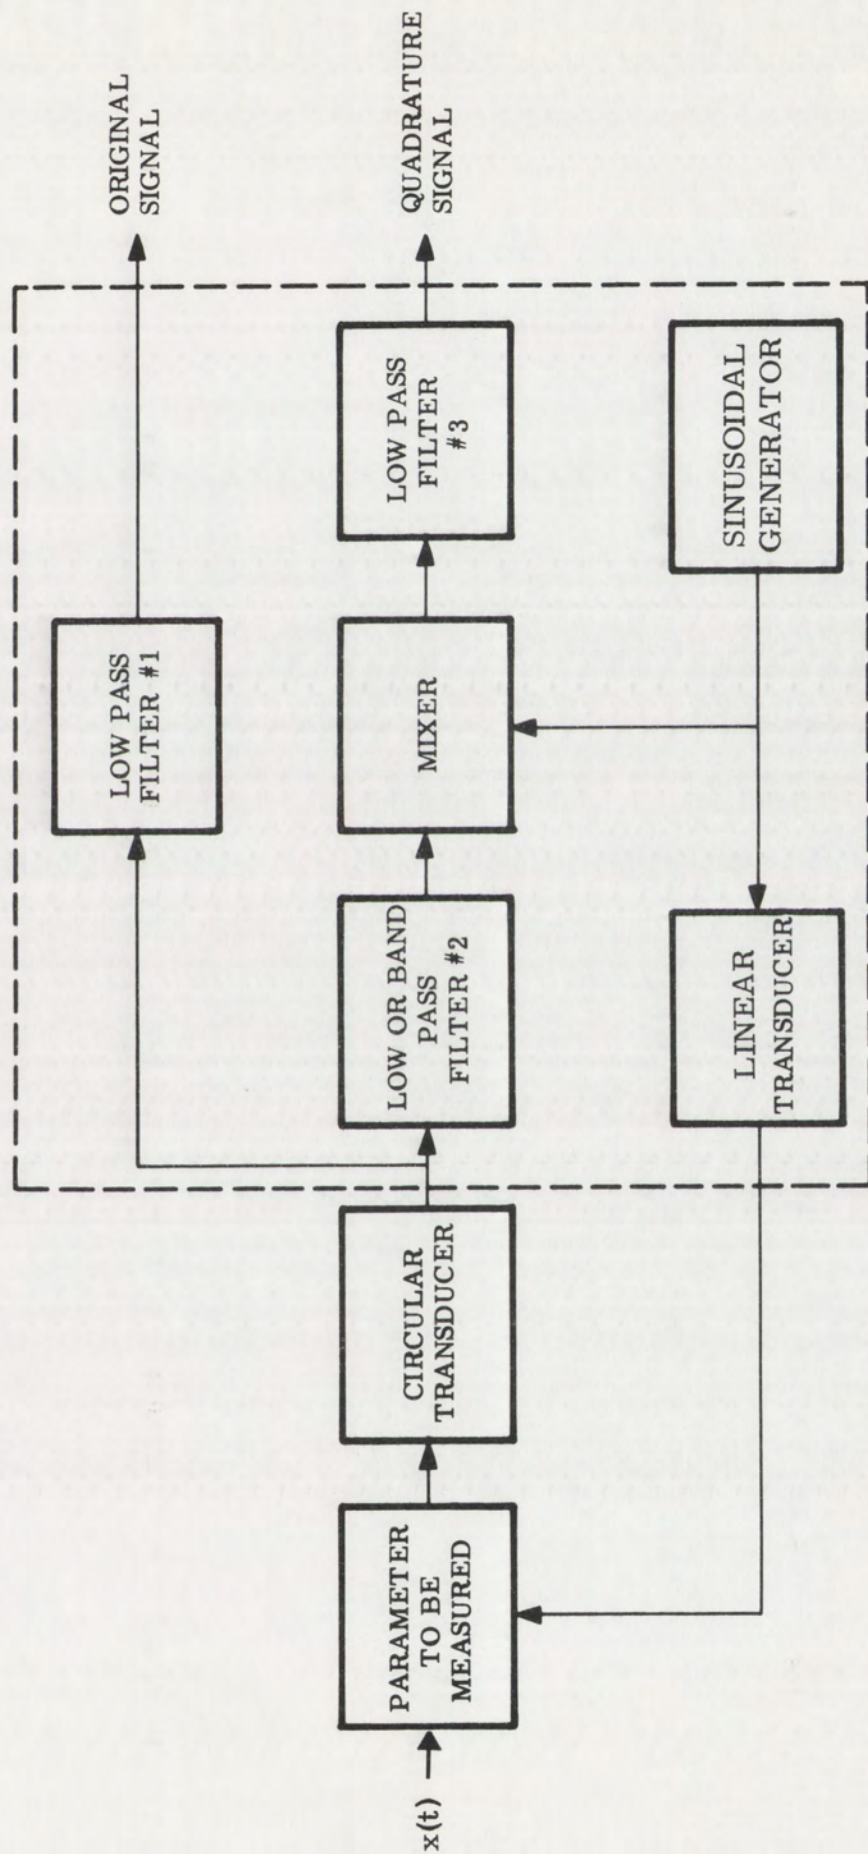 x(t)
PARAMETER
TO BE
MEASURED
CIRCULAR
TRANSDUCER
LOW PASS
FILTER #1
ORIGINAL
SIGNAL
LOW OR BAND
PASS
FILTER #2
MIXER
LOW PASS
FILTER
#3
QUADRATURE
SIGNAL
LINEAR
TRANSDUCER
SINUSOIDAL
GENERATOR